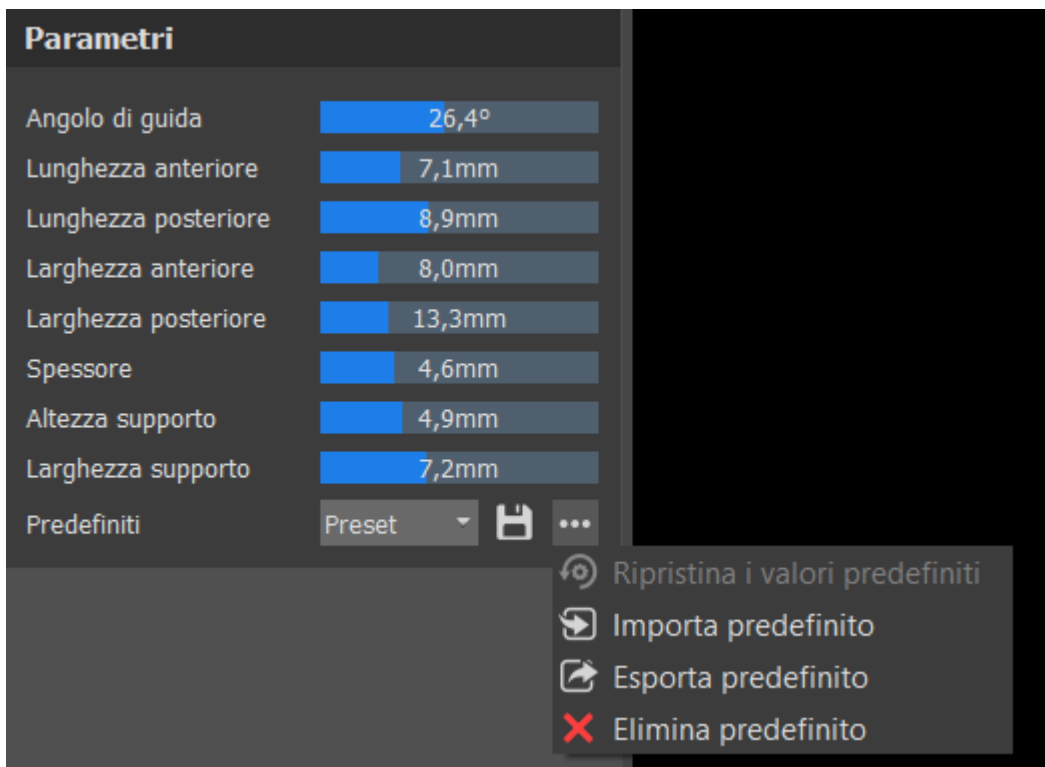 Parametri
Angolo di guida 26,4º
Lunghezza anteriore 7,1mm
Lunghezza posteriore 8,9mm
Larghezza anteriore 8,0mm
Larghezza posteriore 13,3mm
Spessore 4,6mm
Altezza supporto 4,9mm
Larghezza supporto 7,2mm
Predefiniti Preset
Ripristina i valori predefiniti
Importa predefinito
Esporta predefinito
Elimina predefinito